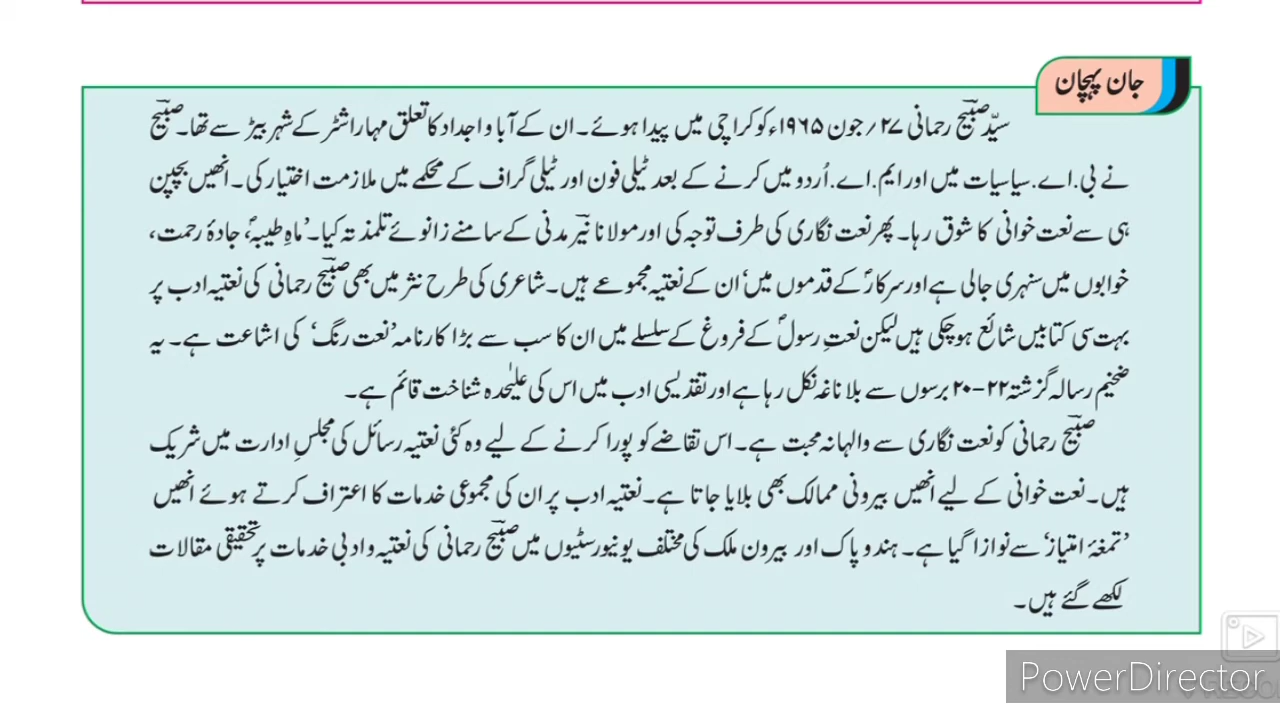 جان پہچان
سیّد صبیحؔ رحمانی ۲۷؍ جون ۱۹۶۵ء کو کراچی میں پیدا ہوئے۔ ان کے آبا و اجداد کا تعلق مہاراشٹر کے شہر بیڑ سے تھا۔ صبیحؔ
نے بی.اے. سیاسیات میں اور ایم.اے. اُردو میں کرنے کے بعد ٹیلی فون اور ٹیلی گراف کے محکمے میں ملازمت اختیار کی۔ انھیں بچپن
ہی سے نعت خوانی کا شوق رہا۔ پھر نعت نگاری کی طرف توجہ کی اور مولانا نیّرؔ مدنی کے سامنے زانوئے تلمذ تہ کیا۔ ’ماہِ طیبہؐ، جادۂ رحمت،
خوابوں میں سنہری جالی ہے اور سرکارؐ کے قدموں میں‘ ان کے نعتیہ مجموعے ہیں۔ شاعری کی طرح نثر میں بھی صبیحؔ رحمانی کی نعتیہ ادب پر
بہت سی کتابیں شائع ہوچکی ہیں لیکن نعتِ رسولؐ کے فروغ کے سلسلے میں ان کا سب سے بڑا کارنامہ ’نعت رنگ‘ کی اشاعت ہے۔ یہ
ضخیم رسالہ گزشتہ ۲۲-۲۰ برسوں سے بلا ناغہ نکل رہا ہے اور تقدیسی ادب میں اس کی علیٰحدہ شناخت قائم ہے۔
صبیحؔ رحمانی کو نعت نگاری سے والہانہ محبت ہے۔ اس تقاضے کو پورا کرنے کے لیے وہ کئی نعتیہ رسائل کی مجلسِ ادارت میں شریک
ہیں۔ نعت خوانی کے لیے انھیں بیرونی ممالک بھی بلایا جاتا ہے۔ نعتیہ ادب پر ان کی مجموعی خدمات کا اعتراف کرتے ہوئے انھیں
’تمغۂ امتیاز‘ سے نوازا گیا ہے۔ ہند و پاک اور بیرون ملک کی مختلف یونیورسٹیوں میں صبیحؔ رحمانی کی نعتیہ و ادبی خدمات پر تحقیقی مقالات
لکھے گئے ہیں۔
PowerDirector